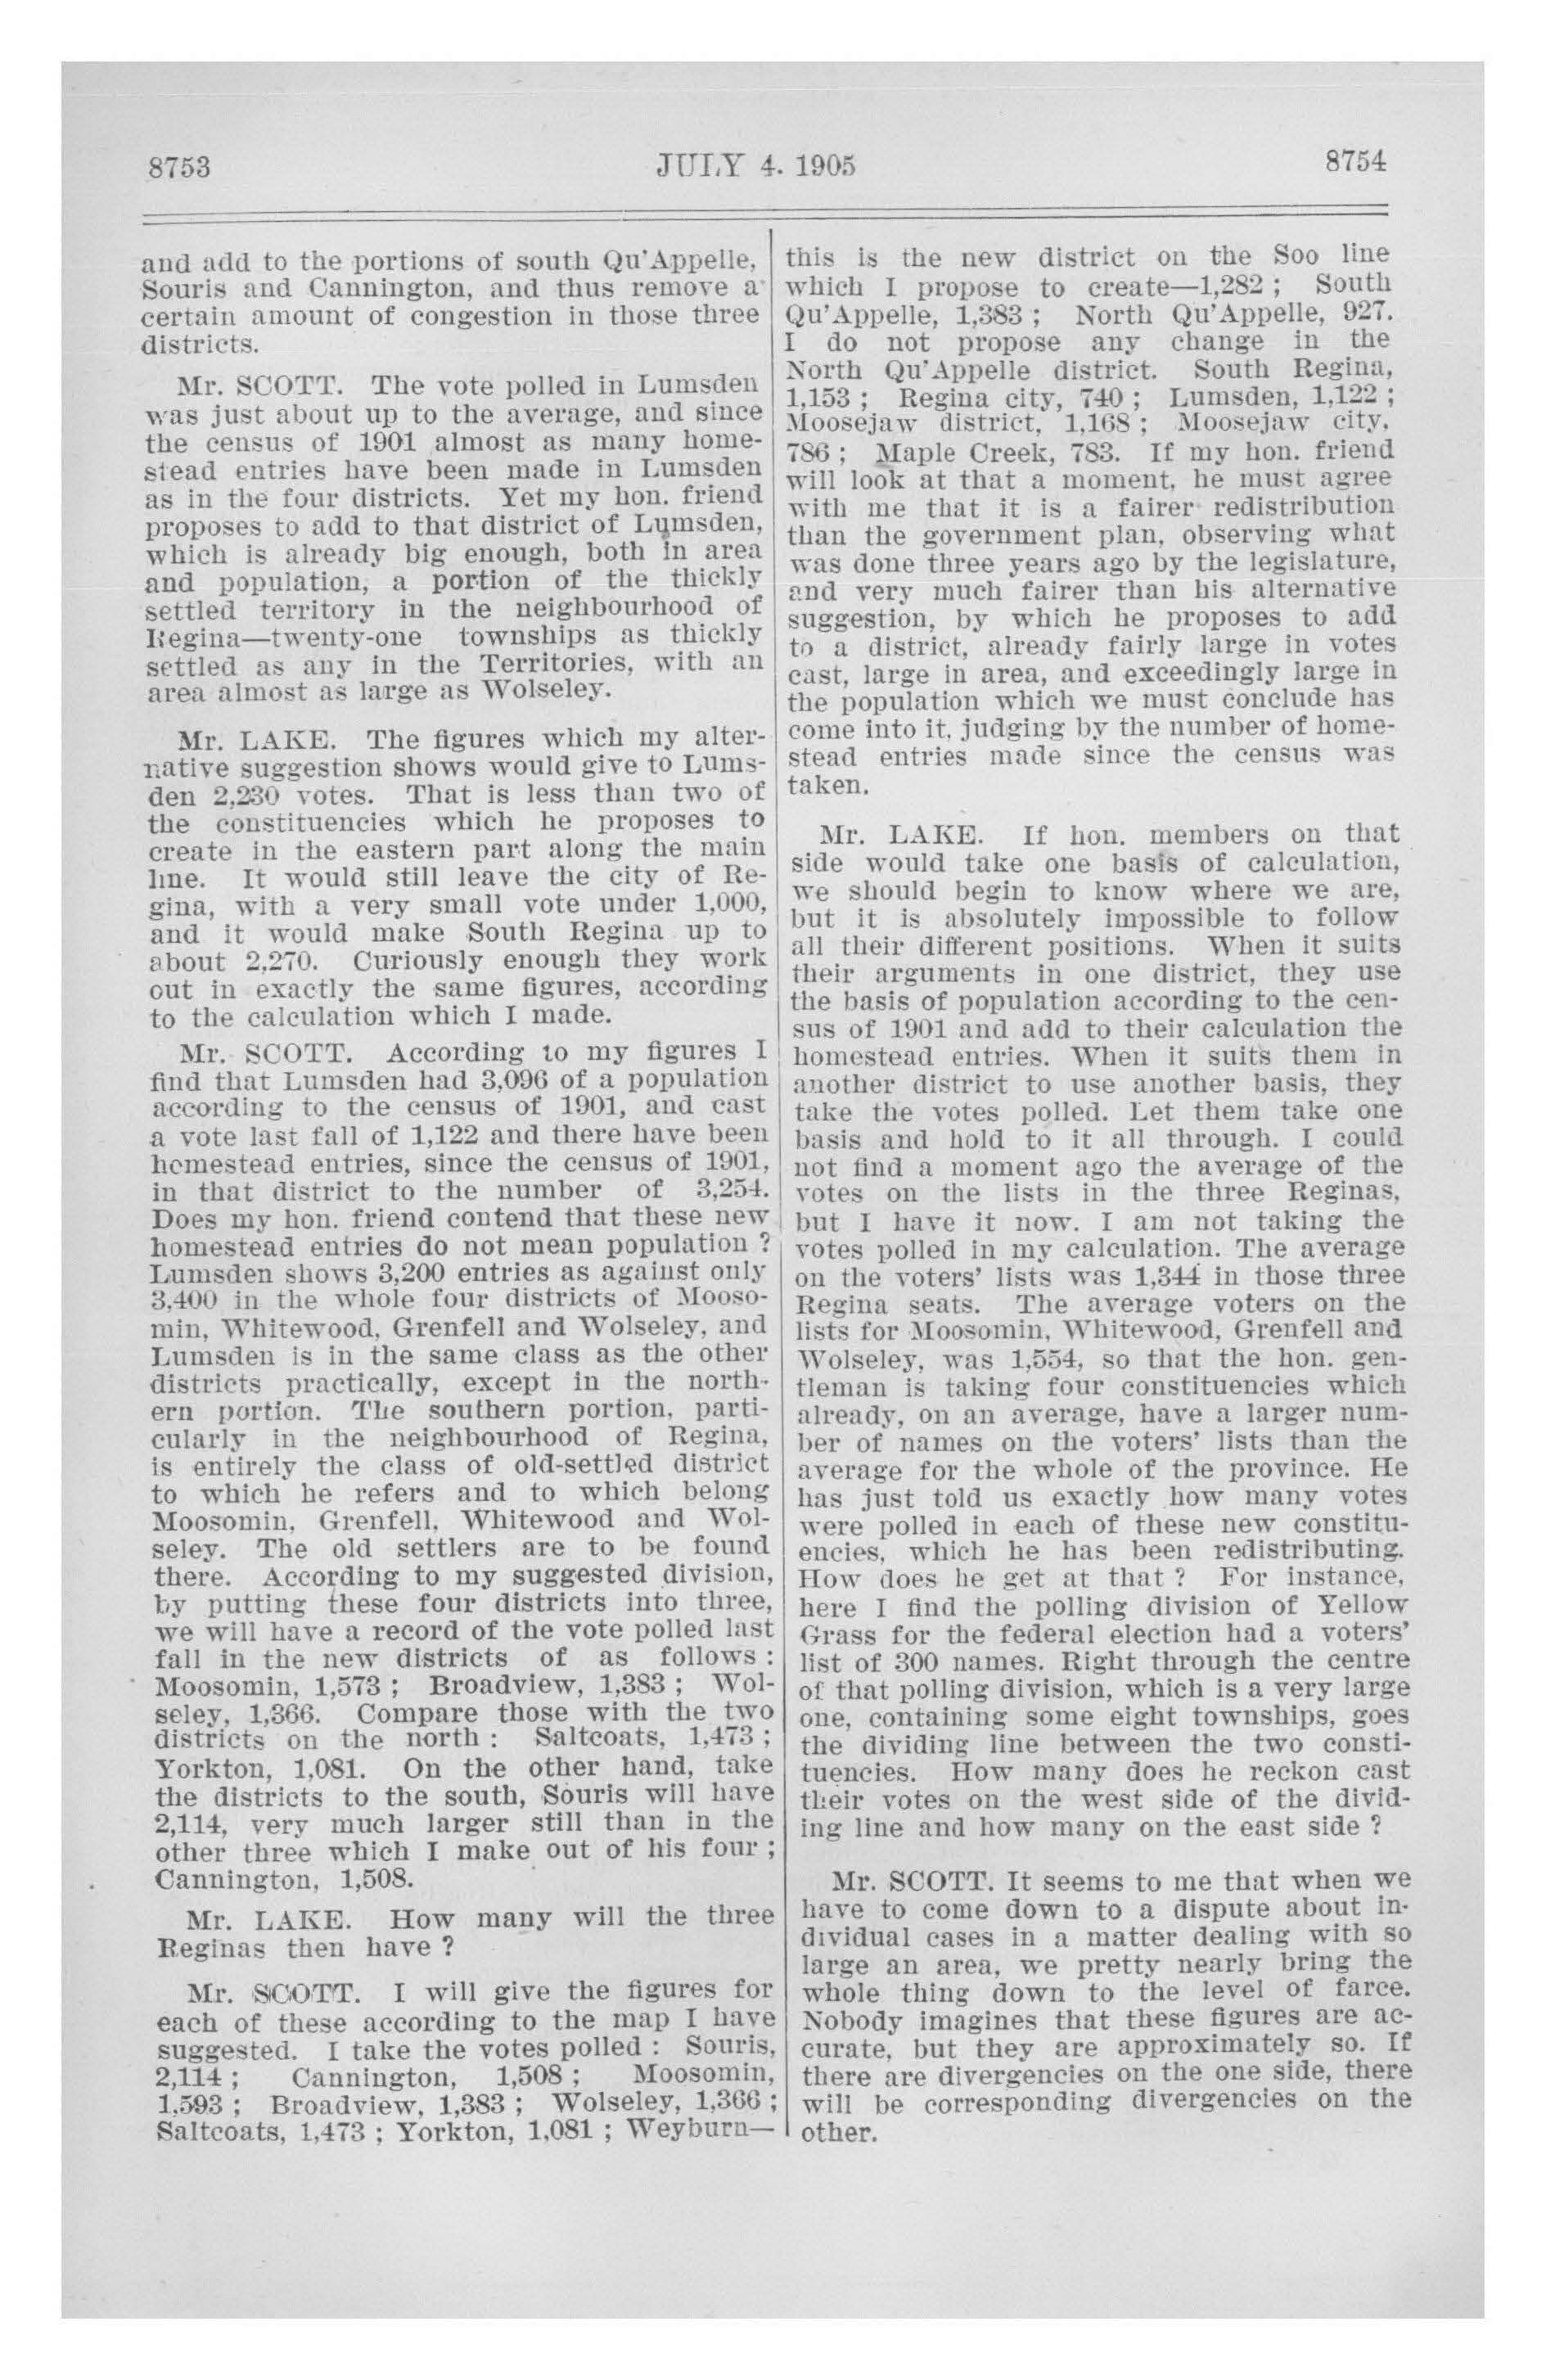 8753
JULY 4. 1905
8754
and add to the portions of south Qu'Appelle,
Souris and Cannington, and thus remove a
certain amount of congestion in those three
districts.
Mr. SCOTT. The vote polled in Lumsden
was just about up to the average, and since
the census of 1901 almost as many home-
stead entries have been made in Lumsden
as in the four districts. Yet my hon. friend
proposes to add to that district of Lumsden,
which is already big enough, both in area
and population, a portion of the thickly
settled territory in the neighbourhood of
Regina—twenty-one townships as thickly
settled as any in the Territories, with an
area almost as large as Wolseley.
Mr. LAKE. The figures which my alter-
native suggestion shows would give to Lums-
den 2,230 votes. That is less than two of
the constituencies which he proposes to
create in the eastern part along the main
line. It would still leave the city of Re-
gina, with a very small vote under 1,000,
and it would make South Regina up to
about 2,270. Curiously enough they work
out in exactly the same figures, according
to the calculation which I made.
Mr. SCOTT. According to my figures I
find that Lumsden had 3,096 of a population
according to the census of 1901, and cast
a vote last fall of 1,122 and there have been
homestead entries, since the census of 1901,
in that district to the number of 3,254.
Does my hon. friend contend that these new
homestead entries do not mean population ?
Lumsden shows 3,200 entries as against only
3,400 in the whole four districts of Mooso-
min, Whitewood, Grenfell and Wolseley, and
Lumsden is in the same class as the other
districts practically, except in the north-
ern portion. The southern portion, parti-
cularly in the neighbourhood of Regina,
is entirely the class of old-settled district
to which he refers and to which belong
Moosomin, Grenfell, Whitewood and Wol-
seley. The old settlers are to be found
there. According to my suggested division,
by putting these four districts into three,
we will have a record of the vote polled last
fall in the new districts of as follows :
Moosomin, 1,573 ; Broadview, 1,383 ; Wol-
seley, 1,366. Compare those with the two
districts on the north : Saltcoats, 1,473 ;
Yorkton, 1,081. On the other hand, take
the districts to the south, Souris will have
2,114, very much larger still than in the
other three which I make out of his four ;
Cannington, 1,508.
Mr. LAKE. How many will the three
Reginas then have ?
Mr. SCOTT. I will give the figures for
each of these according to the map I have
suggested. I take the votes polled : Souris,
2,114 ; Cannington, 1,508 ; Moosomin,
1,593 ; Broadview, 1,383 ; Wolseley, 1,366 ;
Saltcoats, 1,473 ; Yorkton, 1,081 ; Weyburn—
this is the new district on the Soo line
which I propose to create—1,282 ; South
Qu'Appelle, 1,383 ; North Qu'Appelle, 927.
I do not propose any change in the
North Qu'Appelle district. South Regina,
1,153 ; Regina city, 740 ; Lumsden, 1,122 ;
Moosejaw district, 1,168 ; Moosejaw city,
786 ; Maple Creek, 783. If my hon. friend
will look at that a moment, he must agree
with me that it is a fairer redistribution
than the government plan, observing what
was done three years ago by the legislature,
and very much fairer than his alternative
suggestion, by which he proposes to add
to a district, already fairly large in votes
cast, large in area, and exceedingly large in
the population which we must conclude has
come into it, judging by the number of home-
stead entries made since the census was
taken.
Mr. LAKE. If hon. members on that
side would take one basis of calculation,
we should begin to know where we are,
but it is absolutely impossible to follow
all their different positions. When it suits
their arguments in one district, they use
the basis of population according to the cen-
sus of 1901 and add to their calculation the
homestead entries. When it suits them in
another district to use another basis, they
take the votes polled. Let them take one
basis and hold to it all through. I could
not find a moment ago the average of the
votes on the lists in the three Reginas,
but I have it now. I am not taking the
votes polled in my calculation. The average
on the voters' lists was 1,344 in those three
Regina seats. The average voters on the
lists for Moosomin, Whitewood, Grenfell and
Wolseley, was 1,554, so that the hon. gen-
tleman is taking four constituencies which
already, on an average, have a larger num-
ber of names on the voters' lists than the
average for the whole of the province. He
has just told us exactly how many votes
were polled in each of these new constitu-
encies, which he has been redistributing.
How does he get at that ? For instance,
here I find the polling division of Yellow
Grass for the federal election had a voters'
list of 300 names. Right through the centre
of that polling division, which is a very large
one, containing some eight townships, goes
the dividing line between the two consti-
tuencies. How many does he reckon cast
their votes on the west side of the divid-
ing line and how many on the east side ?
Mr. SCOTT. It seems to me that when we
have to come down to a dispute about in-
dividual cases in a matter dealing with so
large an area, we pretty nearly bring the
whole thing down to the level of farce.
Nobody imagines that these figures are ac-
curate, but they are approximately so. If
there are divergencies on the one side, there
will be corresponding divergencies on the
other.